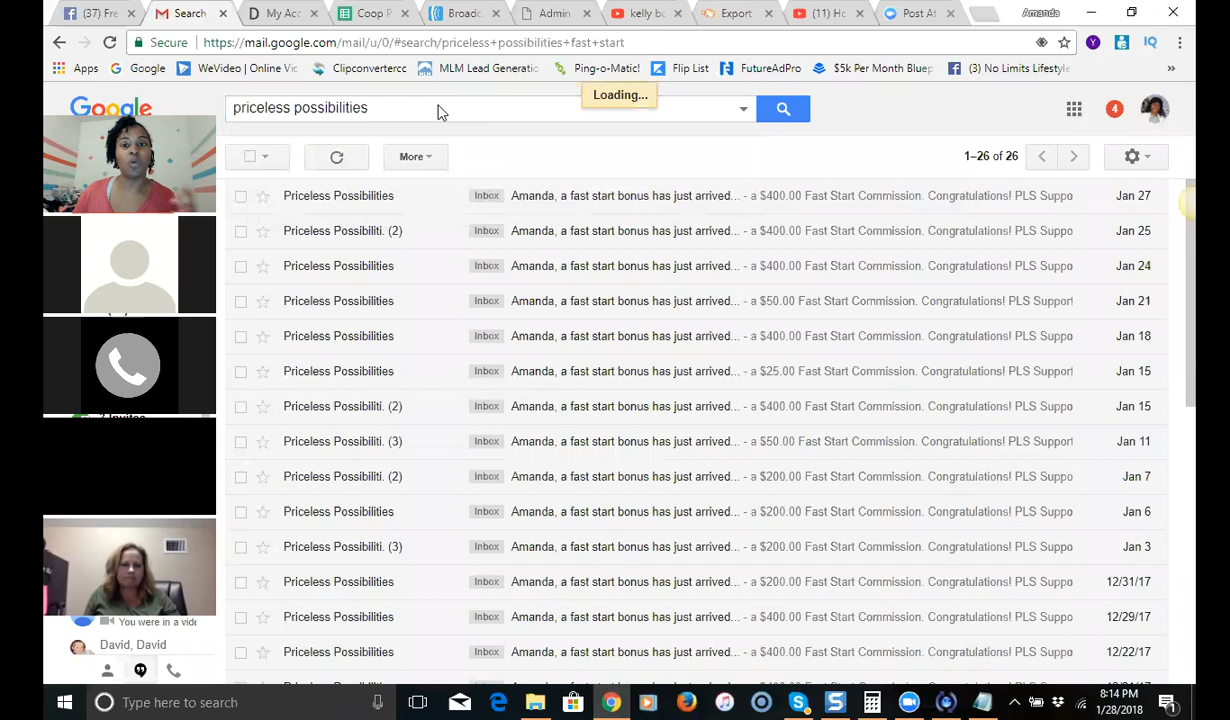 (37) Fre
Search
My Acc
Coop P
Broadc
Admin
kelly bo
Export
(11) Ho
Post At
Amanda
Secure https://mail.google.com/mail/u/0/#search/priceless+possibilities+fast+start
Apps Google WeVideo | Online Vid Clipconvertercc MLM Lead Generatio Ping-o-Matic! Flip List FutureAdPro $5k Per Month Bluep (3) No Limits Lifestyle »
Loading...
Google
priceless possibilities
4
More
1–26 of 26
Priceless Possibilities Inbox Amanda, a fast start bonus has just arrived... - a $400.00 Fast Start Commission. Congratulations! PLS Suppo Jan 27
Priceless Possibiliti. (2) Inbox Amanda, a fast start bonus has just arrived... - a $400.00 Fast Start Commission. Congratulations! PLS Suppo Jan 25
Priceless Possibilities Inbox Amanda, a fast start bonus has just arrived... - a $400.00 Fast Start Commission. Congratulations! PLS Suppo Jan 24
Priceless Possibilities Inbox Amanda, a fast start bonus has just arrived... - a $50.00 Fast Start Commission. Congratulations! PLS Support Jan 21
Priceless Possibilities Inbox Amanda, a fast start bonus has just arrived... - a $400.00 Fast Start Commission. Congratulations! PLS Suppo Jan 18
Priceless Possibilities Inbox Amanda, a fast start bonus has just arrived... - a $25.00 Fast Start Commission. Congratulations! PLS Support Jan 15
Priceless Possibiliti. (2) Inbox Amanda, a fast start bonus has just arrived... - a $400.00 Fast Start Commission. Congratulations! PLS Suppo Jan 15
Priceless Possibiliti. (3) Inbox Amanda, a fast start bonus has just arrived... - a $50.00 Fast Start Commission. Congratulations! PLS Support Jan 11
Priceless Possibiliti. (2) Inbox Amanda, a fast start bonus has just arrived... - a $200.00 Fast Start Commission. Congratulations! PLS Suppo Jan 7
Priceless Possibilities Inbox Amanda, a fast start bonus has just arrived... - a $200.00 Fast Start Commission. Congratulations! PLS Suppo Jan 6
Priceless Possibiliti. (3) Inbox Amanda, a fast start bonus has just arrived... - a $200.00 Fast Start Commission. Congratulations! PLS Suppo Jan 3
Priceless Possibilities Inbox Amanda, a fast start bonus has just arrived... - a $200.00 Fast Start Commission. Congratulations! PLS Suppo 12/31/17
Priceless Possibilities Inbox Amanda, a fast start bonus has just arrived... - a $400.00 Fast Start Commission. Congratulations! PLS Suppo 12/29/17
Priceless Possibilities Inbox Amanda, a fast start bonus has just arrived... - a $400.00 Fast Start Commission. Congratulations! PLS Suppo 12/22/17
You were in a vide
David, David
Type here to search
8:14 PM
1/28/2018
1